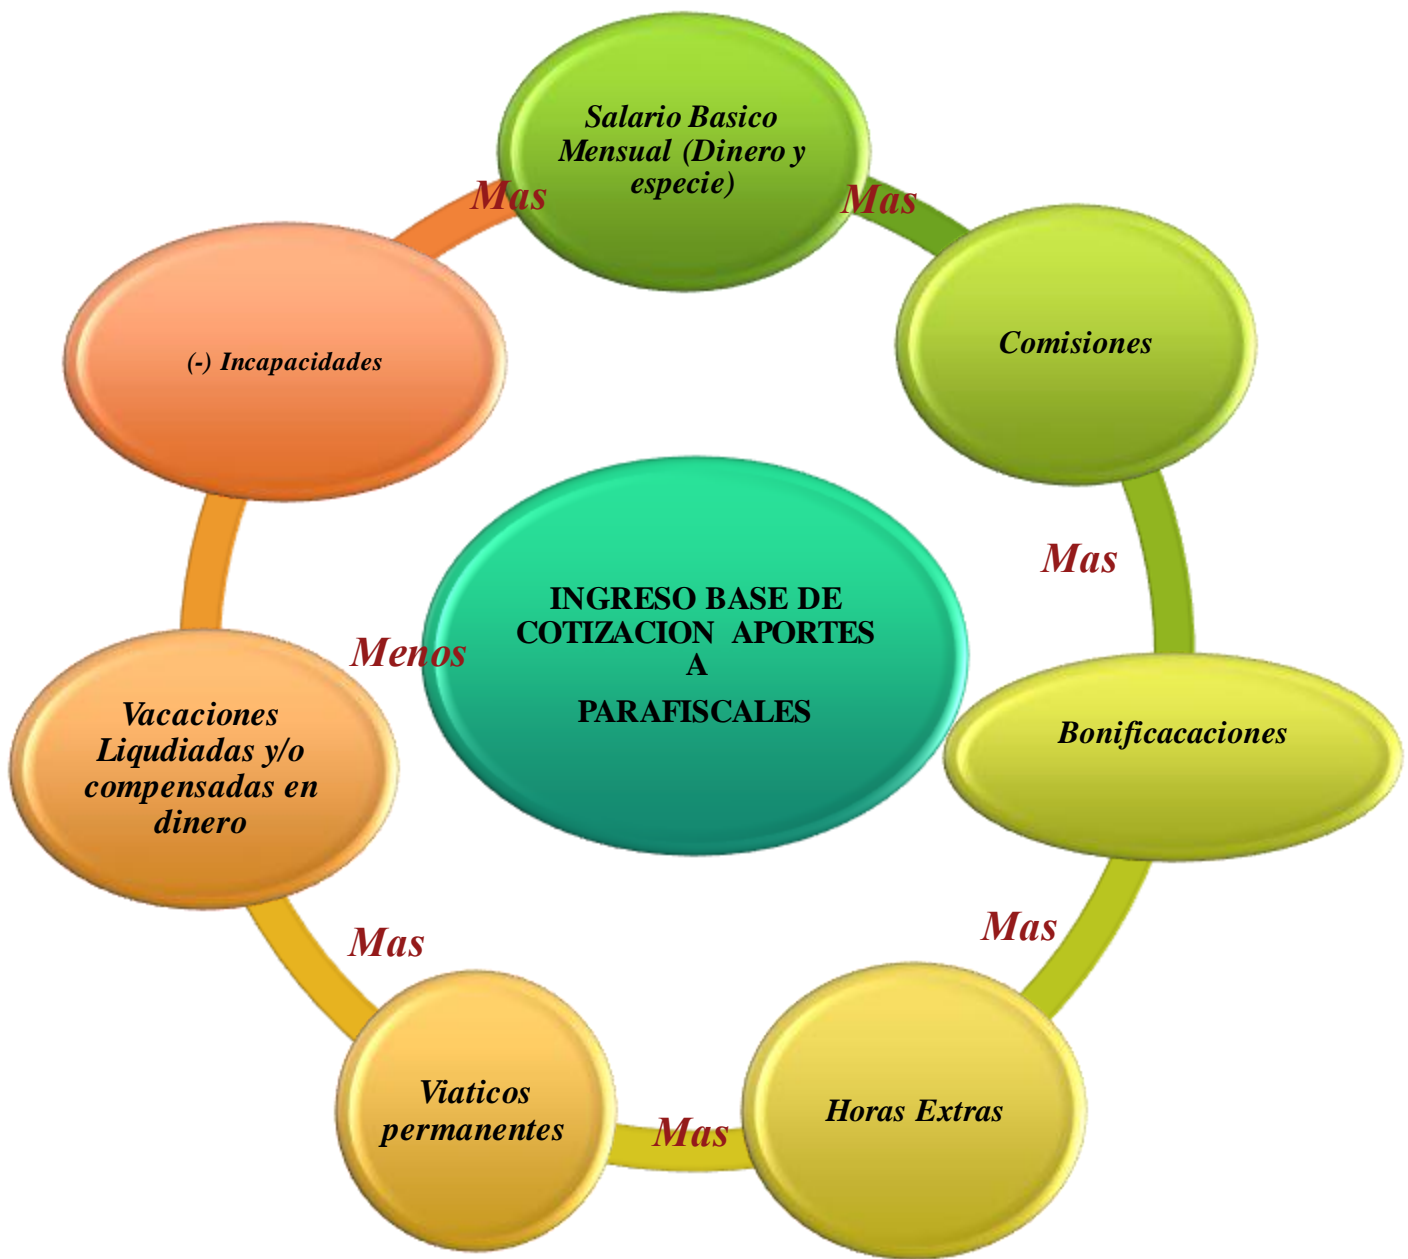 Salario Basico
Mensual (Dinero y
especie)
Mas
Mas
Comisiones
(-) Incapacidades
Mas
INGRESO BASE DE
COTIZACION APORTES
A
PARAFISCALES
Menos
Vacaciones
Liqudiadas y/o
compensadas en
dinero
Bonificacaciones
Mas
Mas
Viaticos
permanentes
Mas
Horas Extras